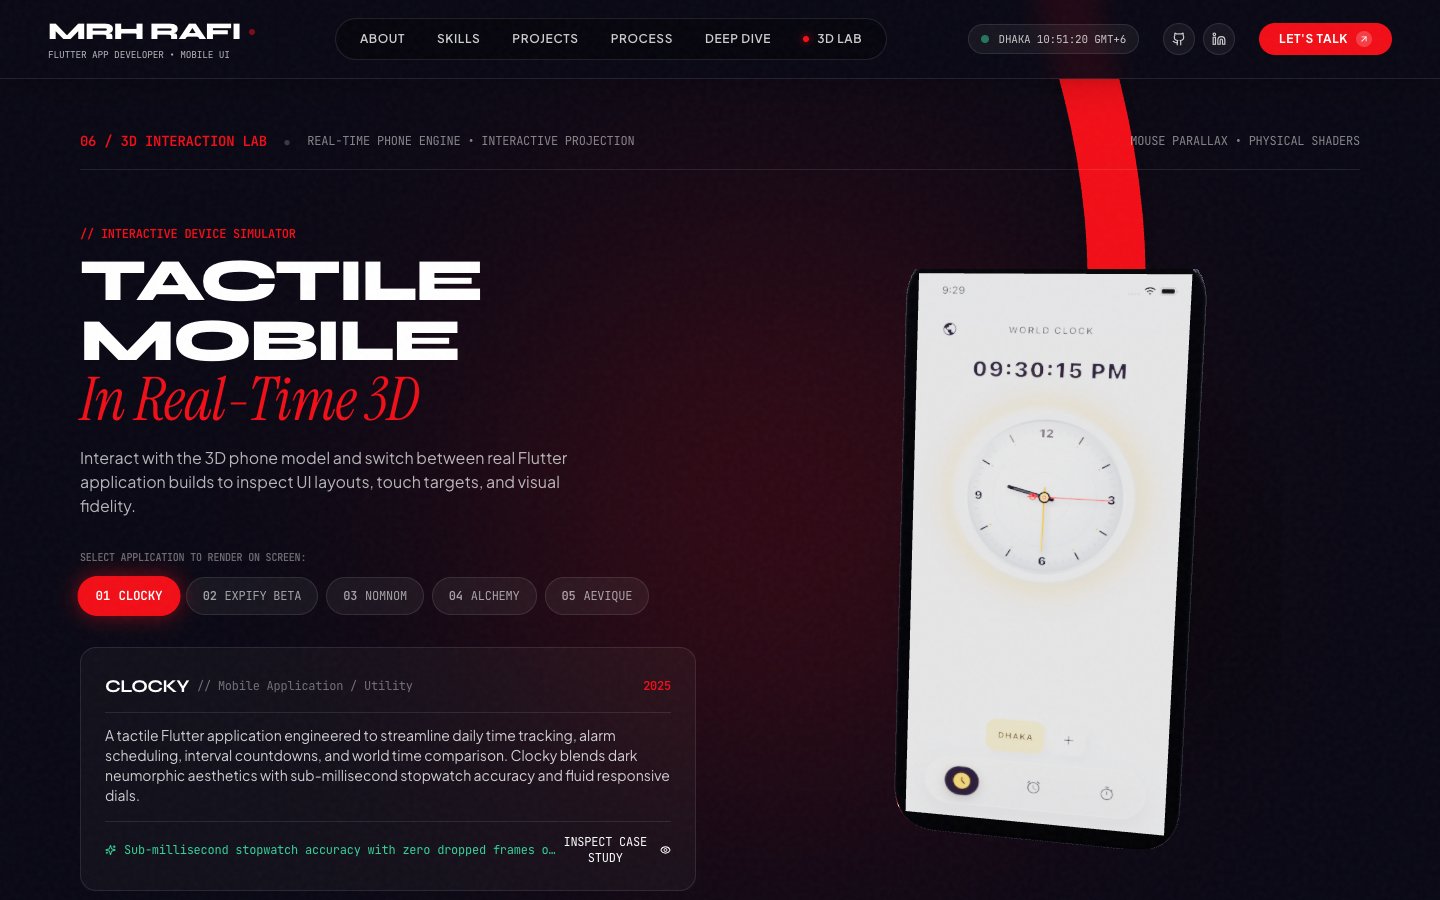 MRH RAFI
FLUTTER APP DEVELOPER • MOBILE UI
ABOUT SKILLS PROJECTS PROCESS DEEP DIVE 3D LAB
DHAKA 10:51:20 GMT+6
LET'S TALK
06 / 3D INTERACTION LAB
REAL-TIME PHONE ENGINE • INTERACTIVE PROJECTION
MOUSE PARALLAX • PHYSICAL SHADERS
// INTERACTIVE DEVICE SIMULATOR
TACTILE
MOBILE
In Real-Time 3D
Interact with the 3D phone model and switch between real Flutter
application builds to inspect UI layouts, touch targets, and visual
fidelity.
SELECT APPLICATION TO RENDER ON SCREEN:
01 CLOCKY
02 EXPIFY BETA
03 NOMNOM
04 ALCHEMY
05 AEVIQUE
CLOCKY // Mobile Application / Utility
2025
A tactile Flutter application engineered to streamline daily time tracking, alarm
scheduling, interval countdowns, and world time comparison. Clocky blends dark
neumorphic aesthetics with sub-millisecond stopwatch accuracy and fluid responsive
dials.
Sub-millisecond stopwatch accuracy with zero dropped frames o…
INSPECT CASE
STUDY
9:29
WORLD CLOCK
09:30:15 PM
12
9
3
6
DHAKA
+